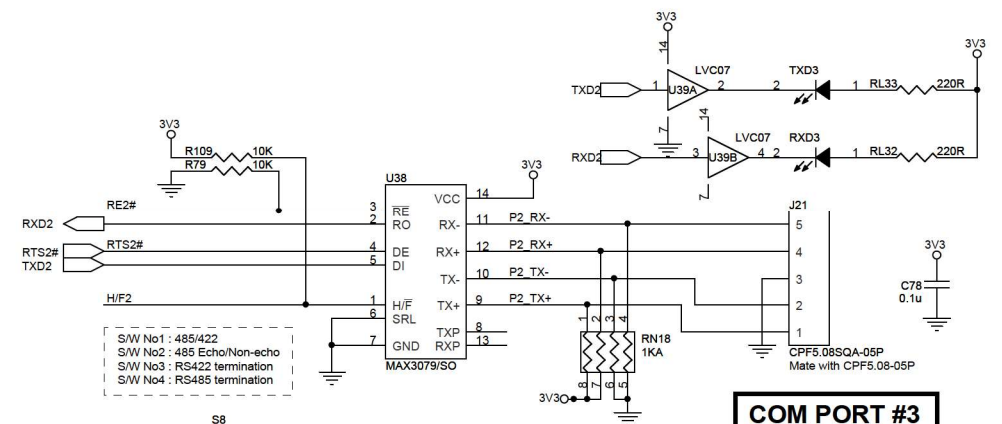 3V3
14
3V3
LVC07
TXD3
TXD2
1
U39A
2
2
1
RL33
220R
7
14
LVC07
RXD3
RXD2
3
U39B
4
2
1
RL32
220R
7
3V3
R109
10K
R79
10K
3V3
U38
J21
RE2#
3
RE
VCC
14
RXD2
2
RO
RX-
11
P2_RX-
5
RTS2#
RTS2#
4
DE
RX+
12
P2_RX+
4
TXD2
5
DI
TX-
10
P2_TX-
3
2
H/F2
1
H/F
TX+
9
P2_TX+
1
6
SRL
7
GND
TXP
8
RXP
13
MAX3079/SO
3V3
C78
0.1u
S/W No1 : 485/422
S/W No2 : 485 Echo/Non-echo
S/W No3 : RS422 termination
S/W No4 : RS485 termination
1
2
3
4
RN18
1KA
8
7
6
5
3V3
CPF5.08SQA-05P
Mate with CPF5.08-05P
S8
COM PORT #3